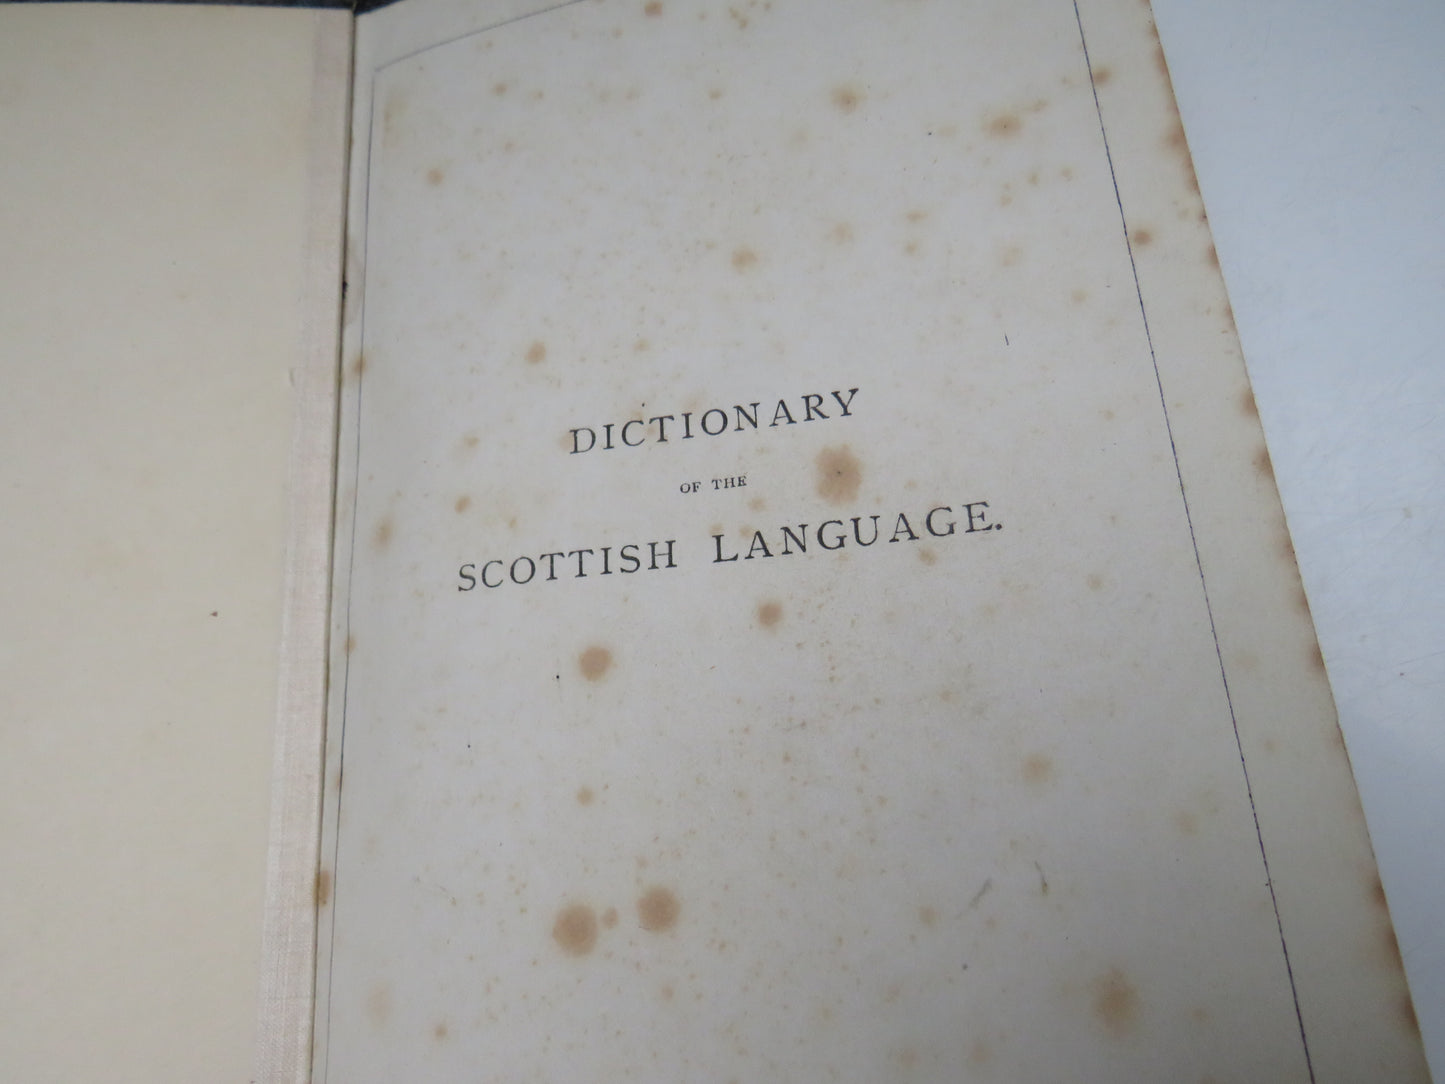 DICTIONARY
OF THE
SCOTTISH LANGUAGE.